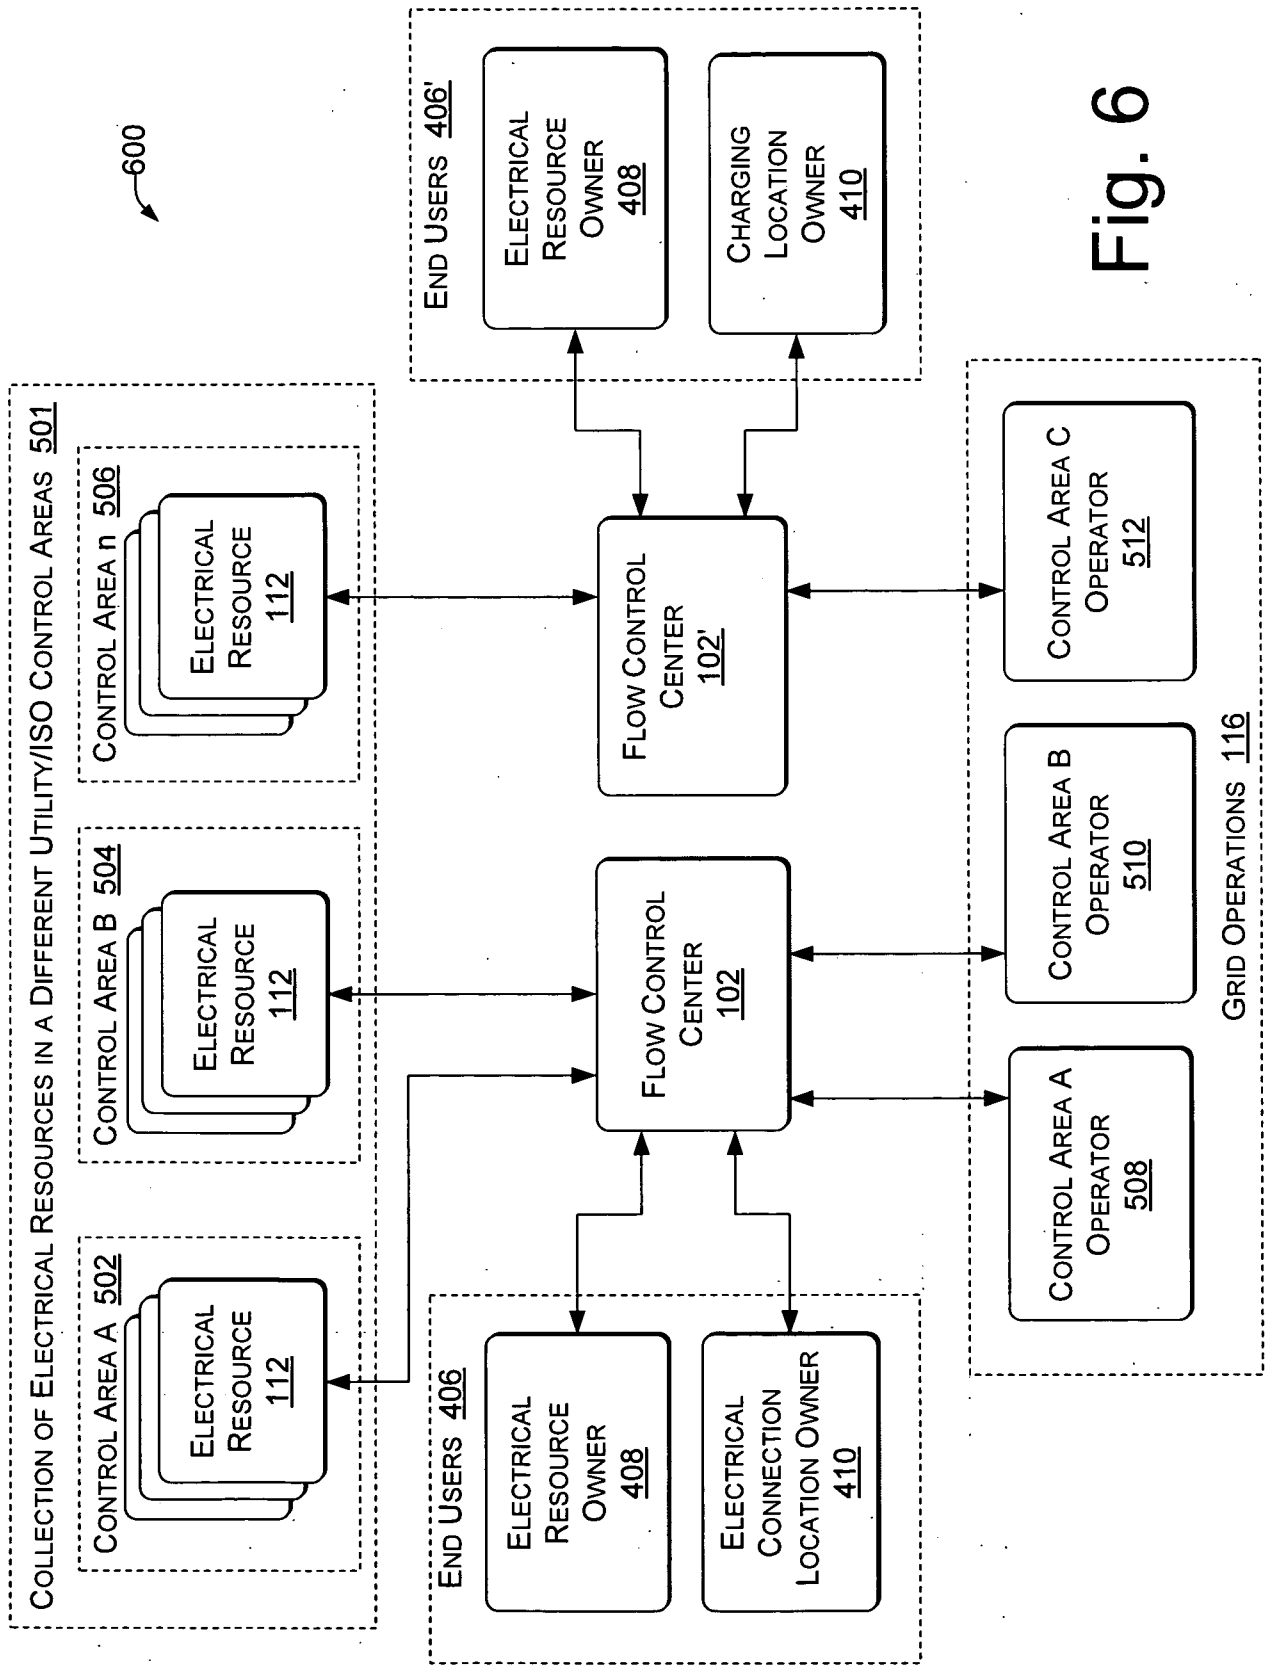 600
COLLECTION OF ELECTRICAL RESOURCES IN A DIFFERENT UTILITY/ISO CONTROL AREAS 501
CONTROL AREA A 502
ELECTRICAL
RESOURCE
112
CONTROL AREA B 504
ELECTRICAL
RESOURCE
112
CONTROL AREA n 506
ELECTRICAL
RESOURCE
112
END USERS 406
ELECTRICAL
RESOURCE
OWNER
408
ELECTRICAL
CONNECTION
LOCATION OWNER
410
FLOW CONTROL
CENTER
102
FLOW CONTROL
CENTER
102'
END USERS 406'
ELECTRICAL
RESOURCE
OWNER
408
CHARGING
LOCATION
OWNER
410
CONTROL AREA A
OPERATOR
508
CONTROL AREA B
OPERATOR
510
CONTROL AREA C
OPERATOR
512
GRID OPERATIONS 116
Fig. 6